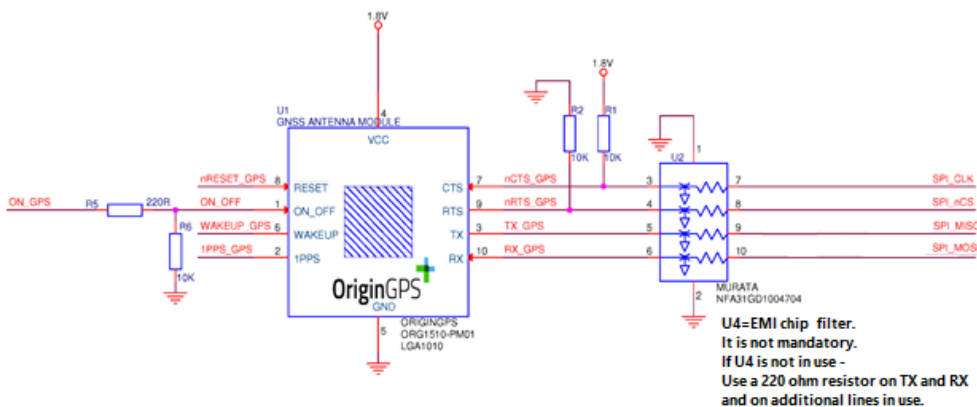 1.8V
U1
GNSS ANTENNA MODULE
4
VCC
1.8V
R2
R1
10K
10K
1
U2
nRESET_GPS 8 RESET
CTS 7 nCTS_GPS 3
7 SPI_CLK
ON_GPS R5 220R ON_OFF 1 ON_OFF
RTS 9 nRTS_GPS 4
8 SPI_nCS
R6
10K
WAKEUP_GPS 6 WAKEUP
TX 3 TX_GPS 5
9 SPI_MISO
1PPS_GPS 2 1PPS
RX 10 RX_GPS 6
10 SPI_MOS
OriginGPS
GND
5
ORIGINGPS
ORG1510-PM01
LGA1010
2
MURATA
NFA31GD1004704
U4=EMI chip filter.
It is not mandatory.
If U4 is not in use -
Use a 220 ohm resistor on TX and RX
and on additional lines in use.